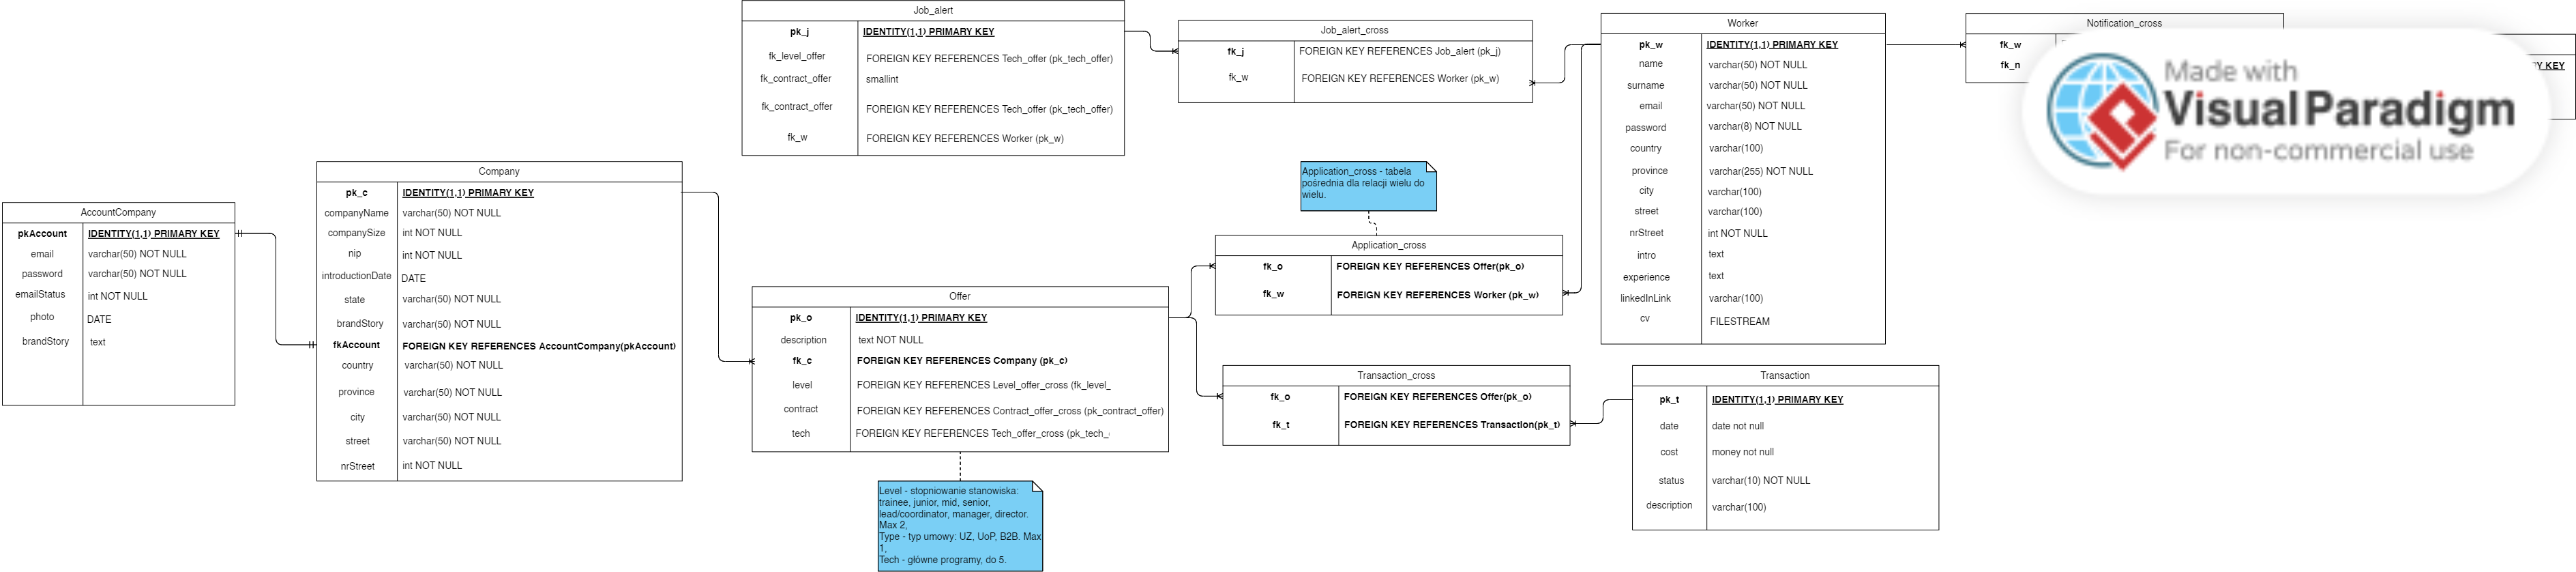 Job_alert
pk_j IDENTITY(1,1) PRIMARY KEY
fk_level_offer FOREIGN KEY REFERENCES Tech_offer (pk_tech_offer)
fk_contract_offer smallint
fk_contract_offer FOREIGN KEY REFERENCES Tech_offer (pk_tech_offer)
fk_w FOREIGN KEY REFERENCES Worker (pk_w)
Job_alert_cross
fk_j FOREIGN KEY REFERENCES Job_alert (pk_j)
fk_w FOREIGN KEY REFERENCES Worker (pk_w)
Worker
pk_w IDENTITY(1,1) PRIMARY KEY
name varchar(50) NOT NULL
surname varchar(50) NOT NULL
email varchar(50) NOT NULL
password varchar(8) NOT NULL
country varchar(100)
province varchar(255) NOT NULL
city varchar(100)
street varchar(100)
nrStreet int NOT NULL
intro text
experience text
linkedInLink varchar(100)
cv FILESTREAM
Notification_cross
fk_w
fk_n
KEY
Made with
Visual Paradigm
For non-commercial use
AccountCompany
pkAccount IDENTITY(1,1) PRIMARY KEY
email varchar(50) NOT NULL
password varchar(50) NOT NULL
emailStatus int NOT NULL
photo DATE
brandStory text
Company
pk_c IDENTITY(1,1) PRIMARY KEY
companyName varchar(50) NOT NULL
companySize int NOT NULL
nip int NOT NULL
introductionDate DATE
state varchar(50) NOT NULL
brandStory varchar(50) NOT NULL
fkAccount FOREIGN KEY REFERENCES AccountCompany(pkAccount)
country varchar(50) NOT NULL
province varchar(50) NOT NULL
city varchar(50) NOT NULL
street varchar(50) NOT NULL
nrStreet int NOT NULL
Application_cross - tabela
pośrednia dla relacji wielu do
wielu.
Application_cross
fk_o FOREIGN KEY REFERENCES Offer(pk_o)
fk_w FOREIGN KEY REFERENCES Worker (pk_w)
Offer
pk_o IDENTITY(1,1) PRIMARY KEY
description text NOT NULL
fk_c FOREIGN KEY REFERENCES Company (pk_c)
level FOREIGN KEY REFERENCES Level_offer_cross (fk_level_
contract FOREIGN KEY REFERENCES Contract_offer_cross (pk_contract_offer)
tech FOREIGN KEY REFERENCES Tech_offer_cross (pk_tech_
Transaction_cross
fk_o FOREIGN KEY REFERENCES Offer(pk_o)
fk_t FOREIGN KEY REFERENCES Transaction(pk_t)
Transaction
pk_t IDENTITY(1,1) PRIMARY KEY
date date not null
cost money not null
status varchar(10) NOT NULL
description varchar(100)
Level - stopniowanie stanowiska:
trainee, junior, mid, senior,
lead/coordinator, manager, director.
Max 2,
Type - typ umowy: UZ, UoP, B2B. Max
1,
Tech - główne programy, do 5.